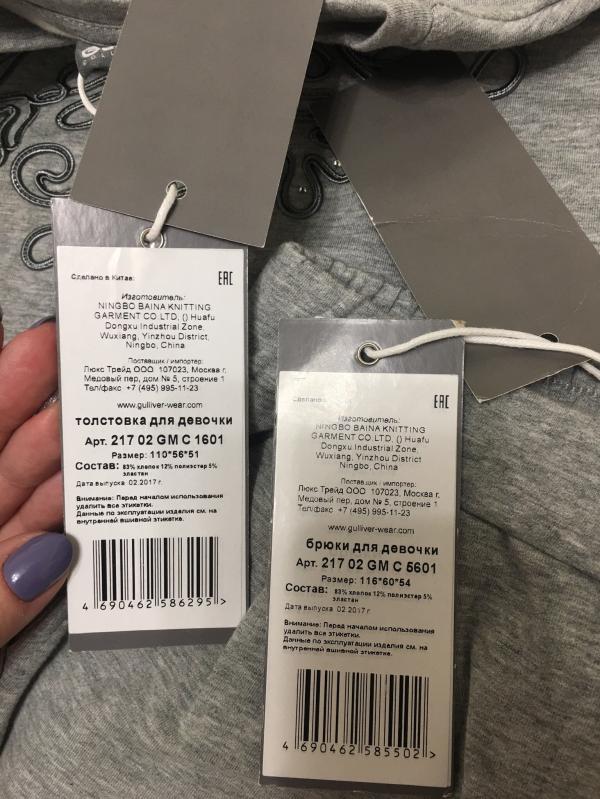 Сделано в Китае:
EAC
Изготовитель:
NINGBO BAINA KNITTING
GARMENT CO LTD, () Huafu
Dongxu Industrial Zone,
Wuxiang, Yinzhou District,
Ningbo, China
Поставщик / импортер:
Люкс Трейд ООО 107023, Москва г,
Медовый пер, дом № 5, строение 1
Тел/факс +7 (495) 995-11-23
www.gulliver-wear.com
толстовка для девочки
Арт. 217 02 GM C 1601
Размер: 110*56*51
Состав: 83% хлопок 12% полиэстер 5%
эластан
Дата выпуска 02.2017 г.
Внимание: Перед началом использования
удалить все этикетки.
Данные по эксплуатации изделия см. на
внутренней вшивной этикетке.
4 690462 586295 >
Сделано в
EAC
Изготовитель:
NINGBO BAINA KNITTING
GARMENT CO.LTD, () Huafu
Dongxu Industrial Zone,
Wuxiang, Yinzhou District
Ningbo, China
Поставщик / импортер:
Люкс Трейд ООО 107023, Москва г,
Медовый пер, дом № 5, строение 1
Тел/факс +7 (495) 995-11-23
www.gulliver-wear.com
брюки для девочки
Арт. 217 02 GM C 5601
Размер: 116*60*54
Состав: 83% хлопок 12% полиэстер 5%
эластан
Дата выпуска 02.2017 г.
Внимание: Перед началом использования
удалить все этикетки.
Данные по эксплуатации изделия см. на
внутренней вшивной этикетке.
4 690462 585502 >